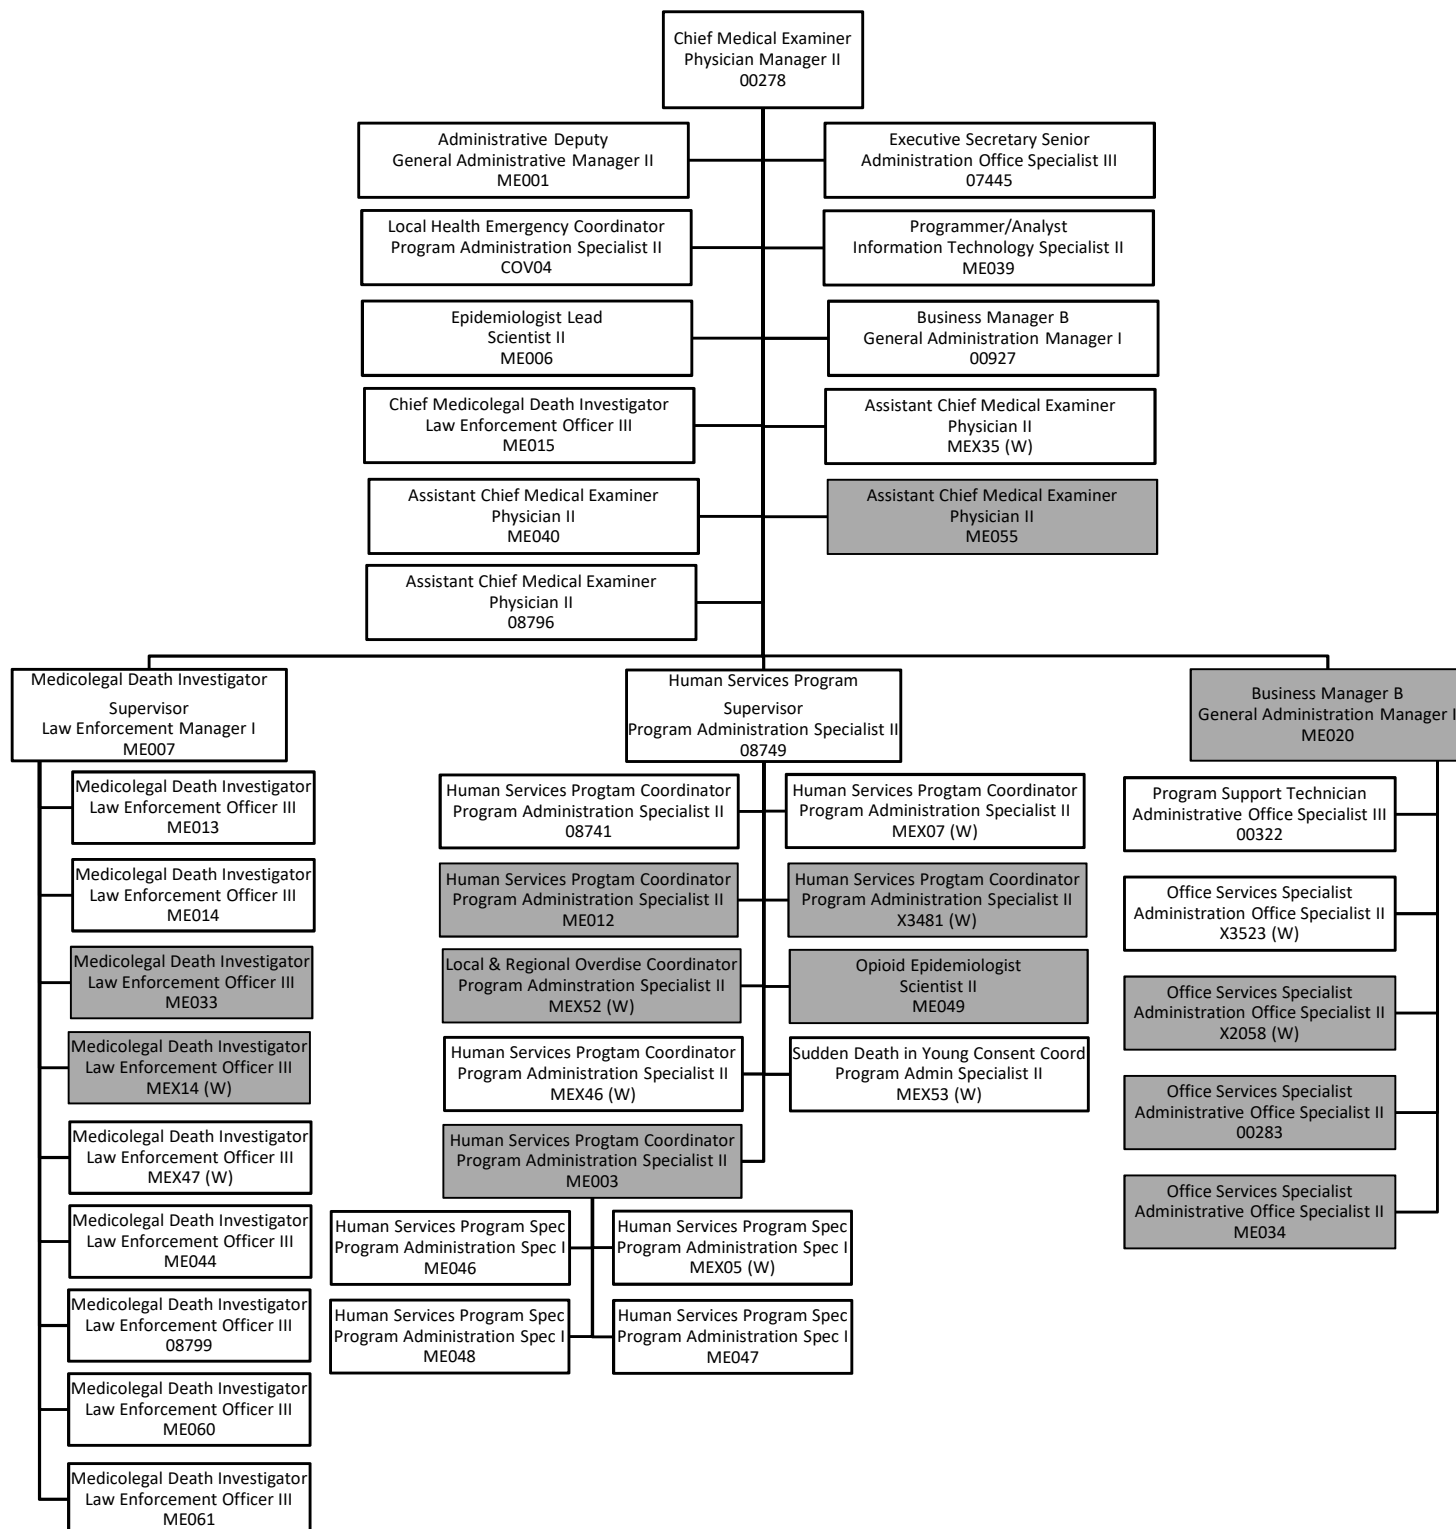 Chief Medical Examiner
Physician Manager II
00278
Administrative Deputy
General Administrative Manager II
ME001
Executive Secretary Senior
Administration Office Specialist III
07445
Local Health Emergency Coordinator
Program Administration Specialist II
COV04
Programmer/Analyst
Information Technology Specialist II
ME039
Epidemiologist Lead
Scientist II
ME006
Business Manager B
General Administration Manager I
00927
Chief Medicolegal Death Investigator
Law Enforcement Officer III
ME015
Assistant Chief Medical Examiner
Physician II
MEX35 (W)
Assistant Chief Medical Examiner
Physician II
ME040
Assistant Chief Medical Examiner
Physician II
ME055
Assistant Chief Medical Examiner
Physician II
08796
Medicolegal Death Investigator
Supervisor
Law Enforcement Manager I
ME007
Human Services Program
Supervisor
Program Administration Specialist II
08749
Business Manager B
General Administration Manager I
ME020
Medicolegal Death Investigator
Law Enforcement Officer III
ME013
Medicolegal Death Investigator
Law Enforcement Officer III
ME014
Medicolegal Death Investigator
Law Enforcement Officer III
ME033
Medicolegal Death Investigator
Law Enforcement Officer III
MEX14 (W)
Medicolegal Death Investigator
Law Enforcement Officer III
MEX47 (W)
Medicolegal Death Investigator
Law Enforcement Officer III
ME044
Medicolegal Death Investigator
Law Enforcement Officer III
08799
Medicolegal Death Investigator
Law Enforcement Officer III
ME060
Medicolegal Death Investigator
Law Enforcement Officer III
ME061
Human Services Progtam Coordinator
Program Administration Specialist II
08741
Human Services Progtam Coordinator
Program Administration Specialist II
MEX07 (W)
Human Services Progtam Coordinator
Program Administration Specialist II
ME012
Human Services Progtam Coordinator
Program Administration Specialist II
X3481 (W)
Local & Regional Overdise Coordinator
Program Adminstration Specialist II
MEX52 (W)
Opioid Epidemiologist
Scientist II
ME049
Human Services Progtam Coordinator
Program Administration Specialist II
MEX46 (W)
Sudden Death in Young Consent Coord
Program Admin Specialist II
MEX53 (W)
Human Services Progtam Coordinator
Program Administration Specialist II
ME003
Human Services Program Spec
Program Administration Spec I
ME046
Human Services Program Spec
Program Administration Spec I
MEX05 (W)
Human Services Program Spec
Program Administration Spec I
ME048
Human Services Program Spec
Program Administration Spec I
ME047
Program Support Technician
Administrative Office Specialist III
00322
Office Services Specialist
Administration Office Specialist II
X3523 (W)
Office Services Specialist
Administration Office Specialist II
X2058 (W)
Office Services Specialist
Administrative Office Specialist II
00283
Office Services Specialist
Administrative Office Specialist II
ME034